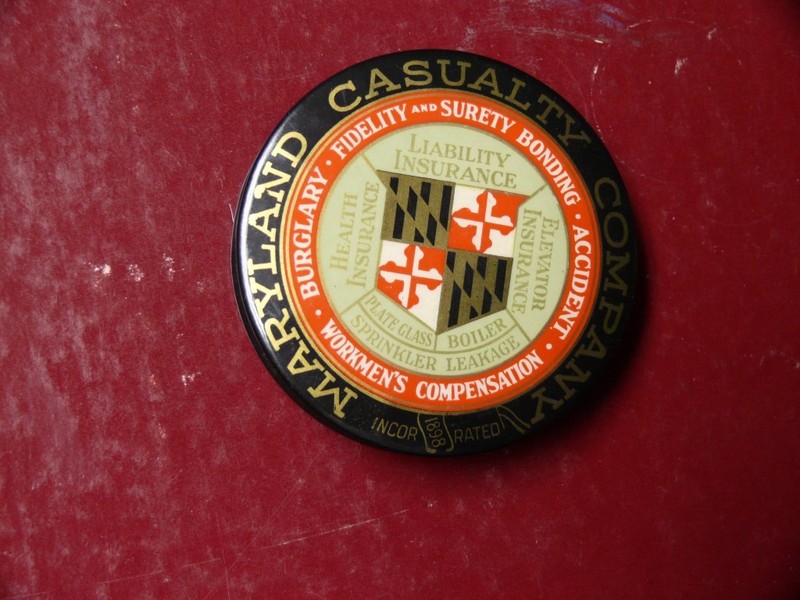 MARYLAND CASUALTY COMPANY
INCOR 1898 RATED
FIDELITY AND SURETY BONDING · ACCIDENT · WORKMEN'S COMPENSATION · BURGLARY ·
LIABILITY
INSURANCE
ELEVATOR
INSURANCE
HEALTH
INSURANCE
PLATE GLASS
BOILER
SPRINKLER LEAKAGE